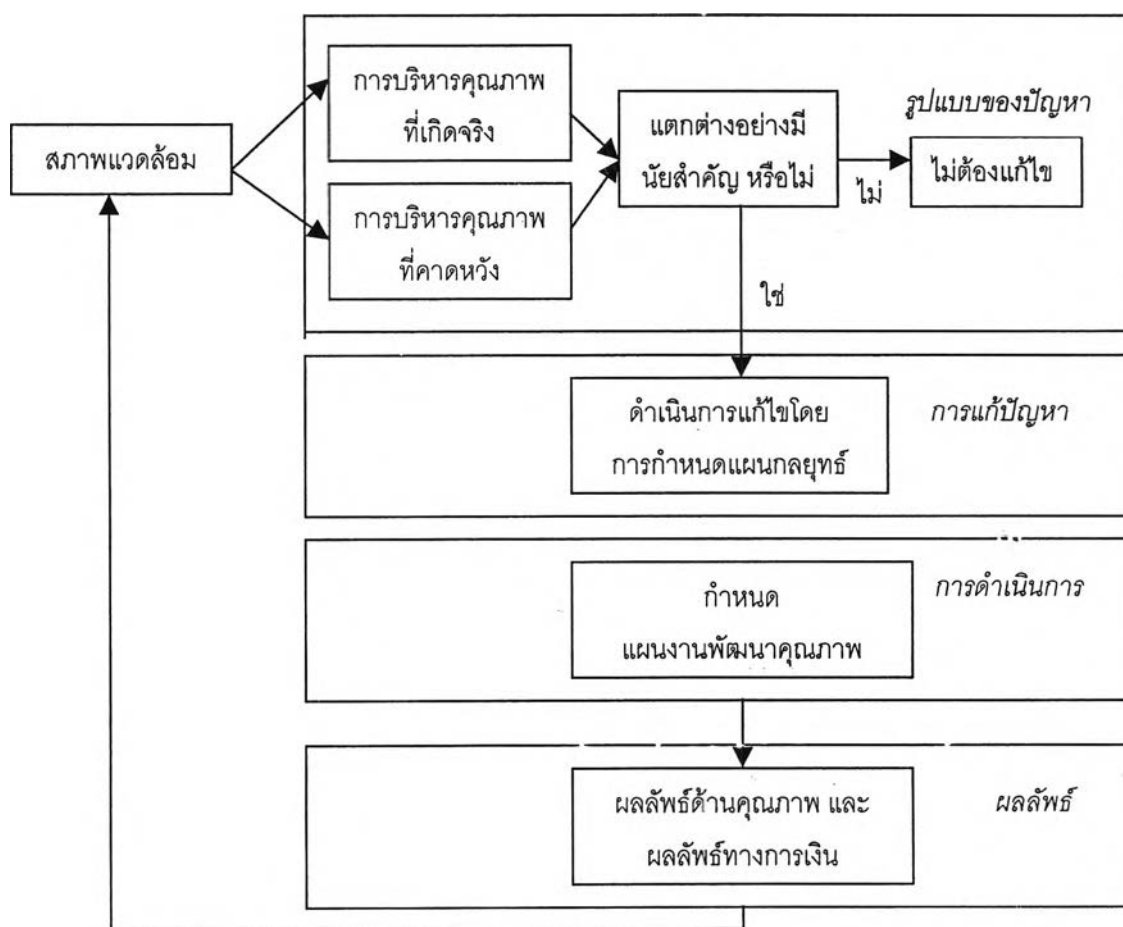 การบริหารคุณภาพ
ที่เกิดจริง
รูปแบบของปัญหา
สภาพแวดล้อม
แตกต่างอย่างมี
นัยสำคัญ หรือไม่
ไม่
ไม่ต้องแก้ไข
การบริหารคุณภาพ
ที่คาดหวัง
ใช่
ดำเนินการแก้ไขโดย
การกำหนดแผนกลยุทธ์
การแก้ปัญหา
กำหนด
แผนงานพัฒนาคุณภาพ
การดำเนินการ
ผลลัพธ์ด้านคุณภาพ และ
ผลลัพธ์ทางการเงิน
ผลลัพธ์